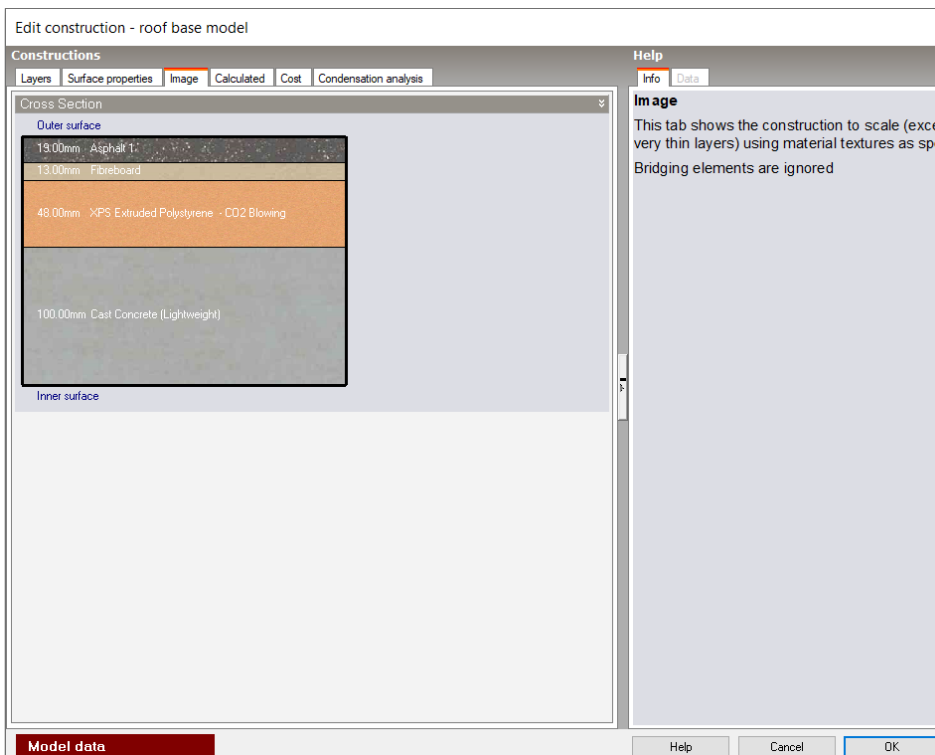 Edit construction - roof base model
Constructions
Layers Surface properties Image Calculated Cost Condensation analysis
Cross Section
Outer surface
19.00mm Asphalt 1
13.00mm Fibreboard
48.00mm XPS Extruded Polystyrene - CO2 Blowing
100.00mm Cast Concrete (Lightweight)
Inner surface
Model data
Help
Info Data
Image
This tab shows the construction to scale (exce
very thin layers) using material textures as sp
Bridging elements are ignored
Help Cancel OK